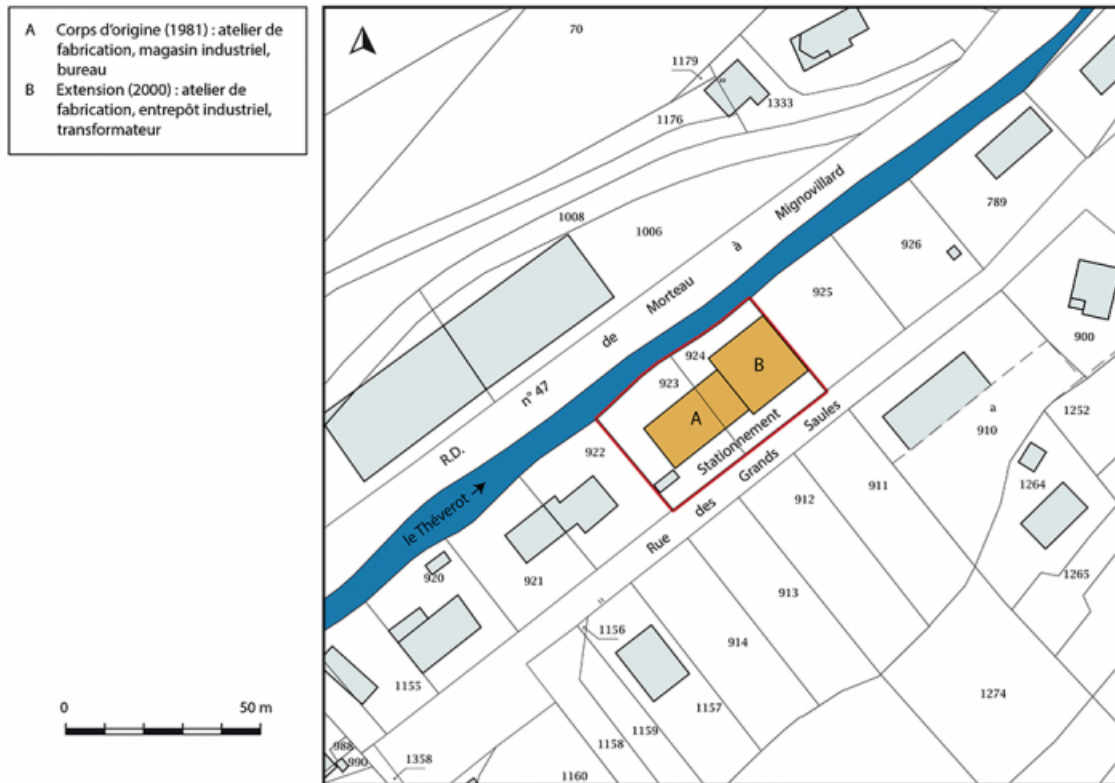 A Corps d'origine (1981) : atelier de
fabrication, magasin industriel,
bureau
B Extension (2000) : atelier de
fabrication, entrepôt industriel,
transformateur
70
1179
1333
1176
1008
1006
R.D. n° 47 de Morteau à Mignovillard
789
926
925
900
924
923
B
A
Stationnement
a
910
1252
922
Rue des Grands Saules
911
1264
912
le Théverot
920
921
913
1265
1156
914
1155
1274
1157
1159
1158
988
990
1358
1160
0 50 m